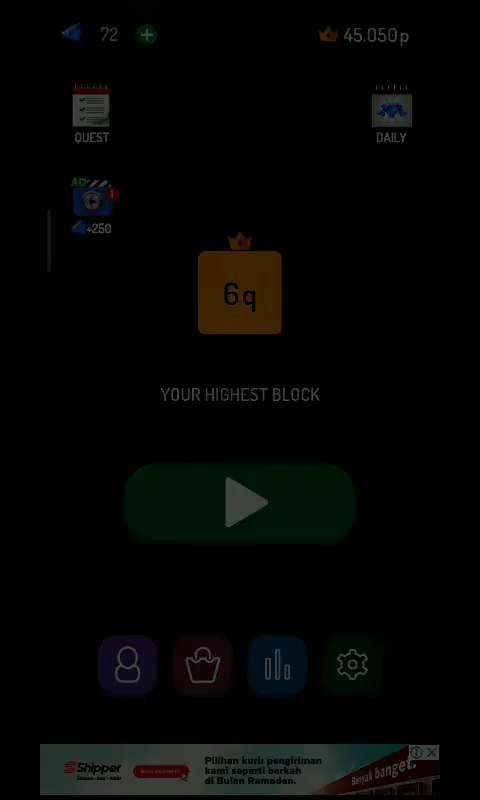 72
45.050p
QUEST
DAILY
AD
1
+250
6q
YOUR HIGHEST BLOCK
Shipper
Pilihan kurir pengiriman
kami seperti berkah
di Bulan Ramadan.
Banyak banget.